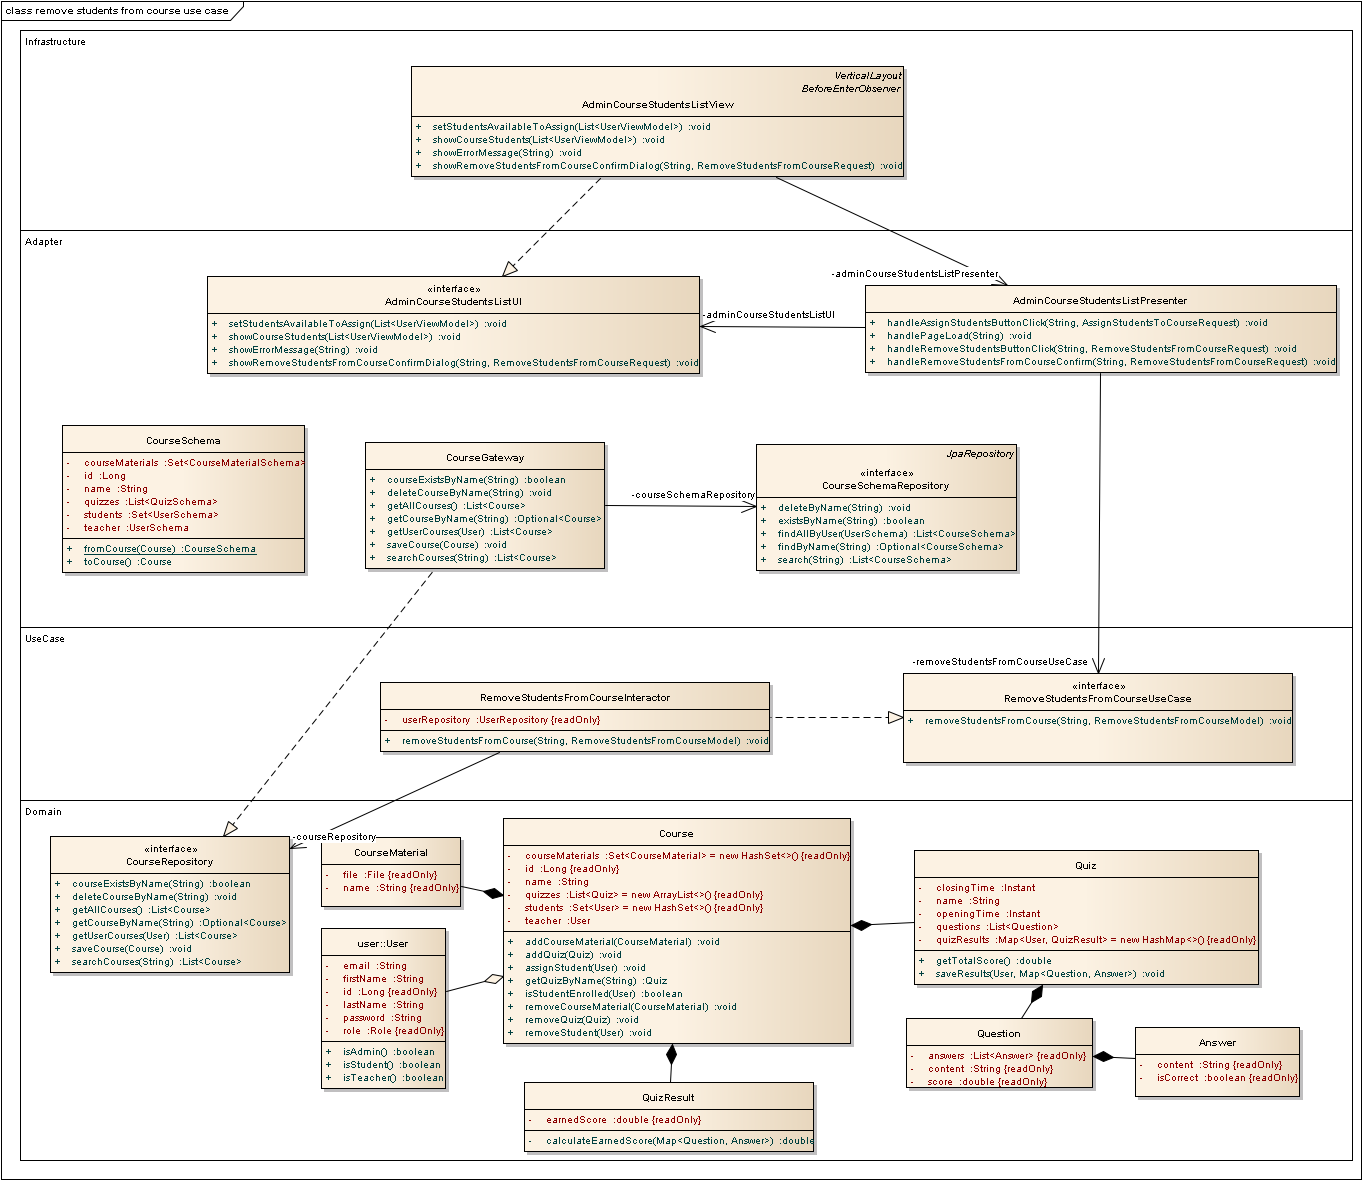 class remove students from course use case
Infrastructure
VerticalLayout
BeforeEnterObserver
AdminCourseStudentsListView
+ setStudentsAvailableToAssign(List<UserViewModel>) :void
+ showCourseStudents(List<UserViewModel>) :void
+ showErrorMessage(String) :void
+ showRemoveStudentsFromCourseConfirmDialog(String, RemoveStudentsFromCourseRequest) :void
Adapter
-adminCourseStudentsListPresenter
«interface»
AdminCourseStudentsListUI
+ setStudentsAvailableToAssign(List<UserViewModel>) :void
+ showCourseStudents(List<UserViewModel>) :void
+ showErrorMessage(String) :void
+ showRemoveStudentsFromCourseConfirmDialog(String, RemoveStudentsFromCourseRequest) :void
-adminCourseStudentsListUI
AdminCourseStudentsListPresenter
+ handleAssignStudentsButtonClick(String, AssignStudentsToCourseRequest) :void
+ handlePageLoad(String) :void
+ handleRemoveStudentsButtonClick(String, RemoveStudentsFromCourseRequest) :void
+ handleRemoveStudentsFromCourseConfirm(String, RemoveStudentsFromCourseRequest) :void
CourseSchema
- courseMaterials :Set<CourseMaterialSchema>
- id :Long
- name :String
- quizzes :List<QuizSchema>
- students :Set<UserSchema>
- teacher :UserSchema
+ fromCourse(Course) :CourseSchema
+ toCourse() :Course
CourseGateway
+ courseExistsByName(String) :boolean
+ deleteCourseByName(String) :void
+ getAllCourses() :List<Course>
+ getCourseByName(String) :Optional<Course>
+ getUserCourses(User) :List<Course>
+ saveCourse(Course) :void
+ searchCourses(String) :List<Course>
-courseSchemaRepository
JpaRepository
«interface»
CourseSchemaRepository
+ deleteByName(String) :void
+ existsByName(String) :boolean
+ findAllByUser(UserSchema) :List<CourseSchema>
+ findByName(String) :Optional<CourseSchema>
+ search(String) :List<CourseSchema>
UseCase
-removeStudentsFromCourseUseCase
RemoveStudentsFromCourseInteractor
- userRepository :UserRepository {readOnly}
+ removeStudentsFromCourse(String, RemoveStudentsFromCourseModel) :void
«interface»
RemoveStudentsFromCourseUseCase
+ removeStudentsFromCourse(String, RemoveStudentsFromCourseModel) :void
Domain
-courseRepository
«interface»
CourseRepository
+ courseExistsByName(String) :boolean
+ deleteCourseByName(String) :void
+ getAllCourses() :List<Course>
+ getCourseByName(String) :Optional<Course>
+ getUserCourses(User) :List<Course>
+ saveCourse(Course) :void
+ searchCourses(String) :List<Course>
CourseMaterial
- file :File {readOnly}
- name :String {readOnly}
user::User
- email :String
- firstName :String
- id :Long {readOnly}
- lastName :String
- password :String
- role :Role {readOnly}
+ isAdmin() :boolean
+ isStudent() :boolean
+ isTeacher() :boolean
Course
- courseMaterials :Set<CourseMaterial> = new HashSet<>() {readOnly}
- id :Long {readOnly}
- name :String
- quizzes :List<Quiz> = new ArrayList<>() {readOnly}
- students :Set<User> = new HashSet<>() {readOnly}
- teacher :User
+ addCourseMaterial(CourseMaterial) :void
+ addQuiz(Quiz) :void
+ assignStudent(User) :void
+ getQuizByName(String) :Quiz
+ isStudentEnrolled(User) :boolean
+ removeCourseMaterial(CourseMaterial) :void
+ removeQuiz(Quiz) :void
+ removeStudent(User) :void
Quiz
- closingTime :Instant
- name :String
- openingTime :Instant
- questions :List<Question>
- quizResults :Map<User, QuizResult> = new HashMap<>() {readOnly}
+ getTotalScore() :double
+ saveResults(User, Map<Question, Answer>) :void
Question
- answers :List<Answer> {readOnly}
- content :String {readOnly}
- score :double {readOnly}
Answer
- content :String {readOnly}
- isCorrect :boolean {readOnly}
QuizResult
- earnedScore :double {readOnly}
- calculateEarnedScore(Map<Question, Answer>) :double